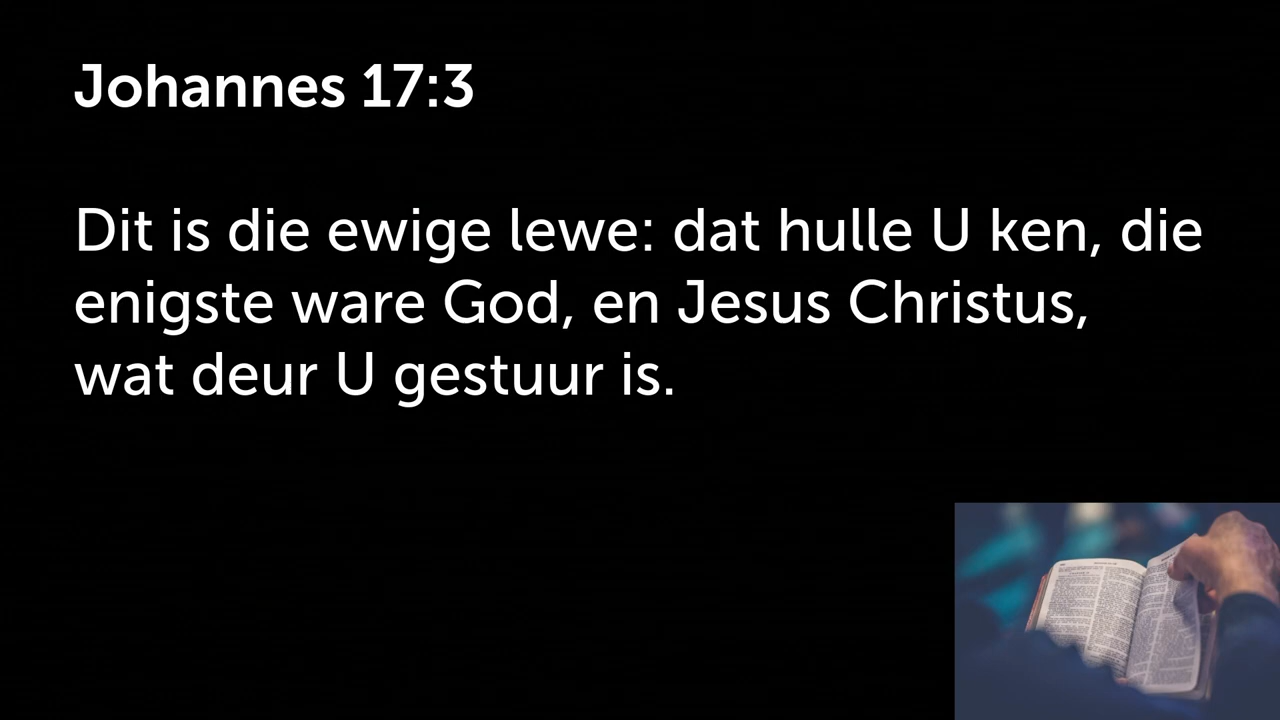 Johannes 17:3
Dit is die ewige lewe: dat hulle U ken, die
enigste ware God, en Jesus Christus,
wat deur U gestuur is.